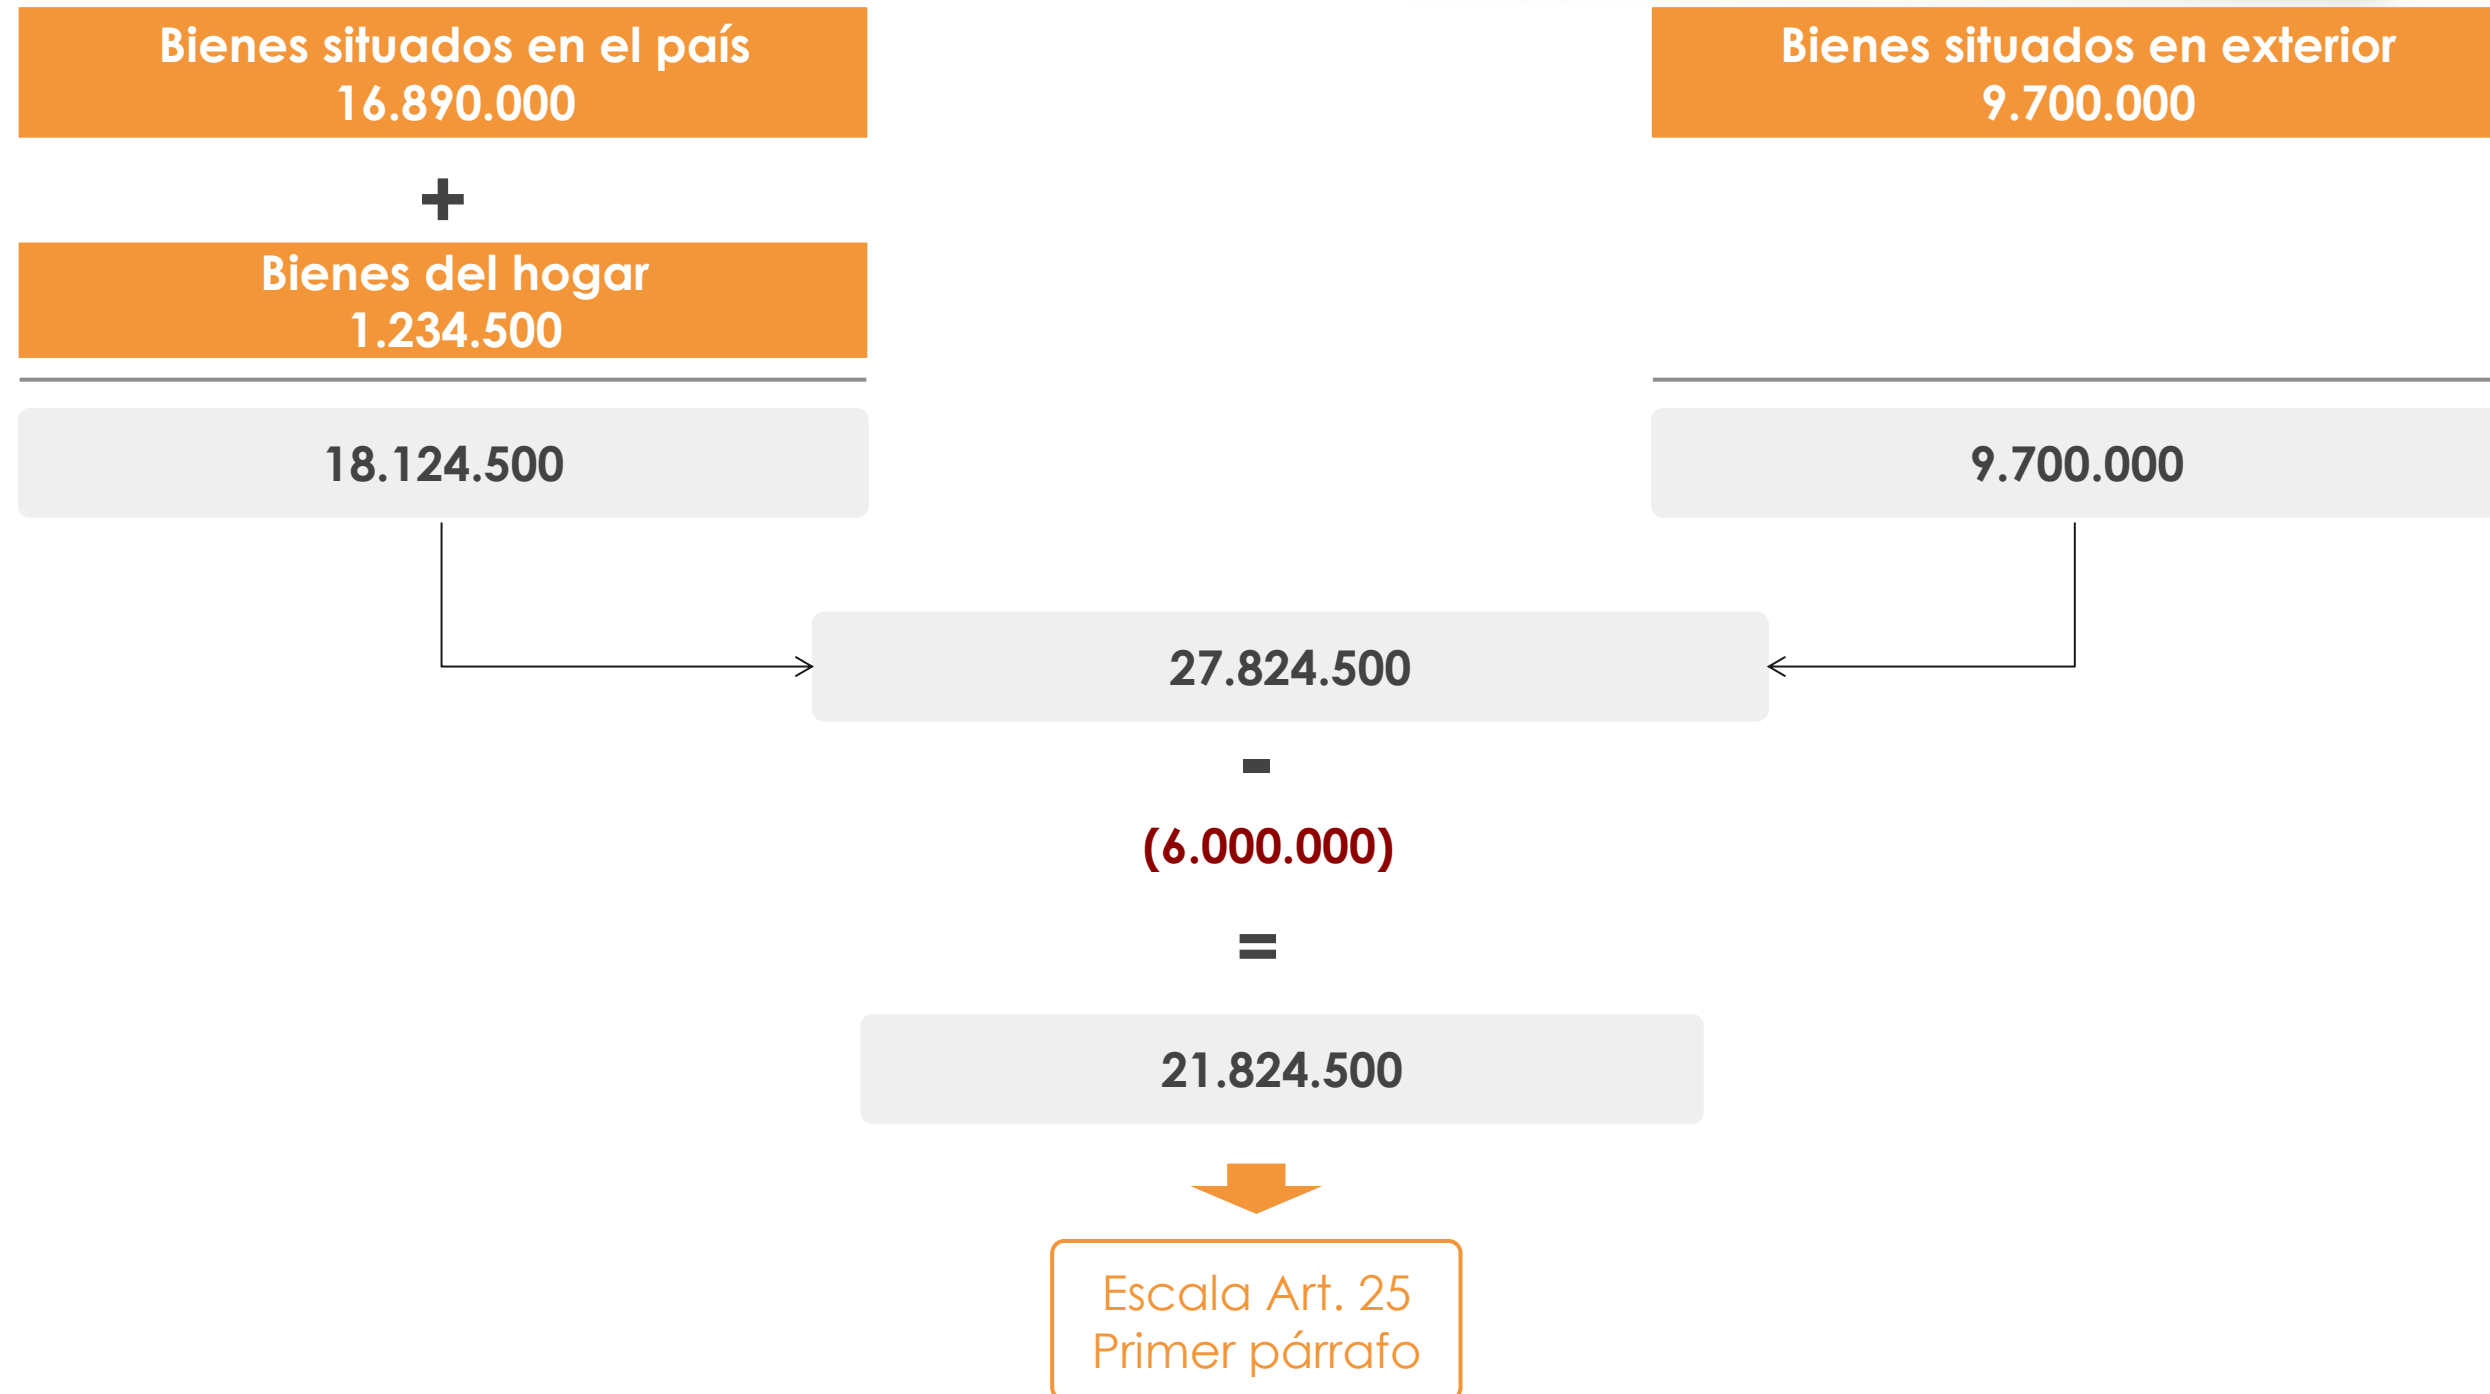 Bienes situados en el país
16.890.000
Bienes situados en exterior
9.700.000
+
Bienes del hogar
1.234.500
18.124.500
9.700.000
27.824.500
-
(6.000.000)
=
21.824.500
Escala Art. 25
Primer párrafo